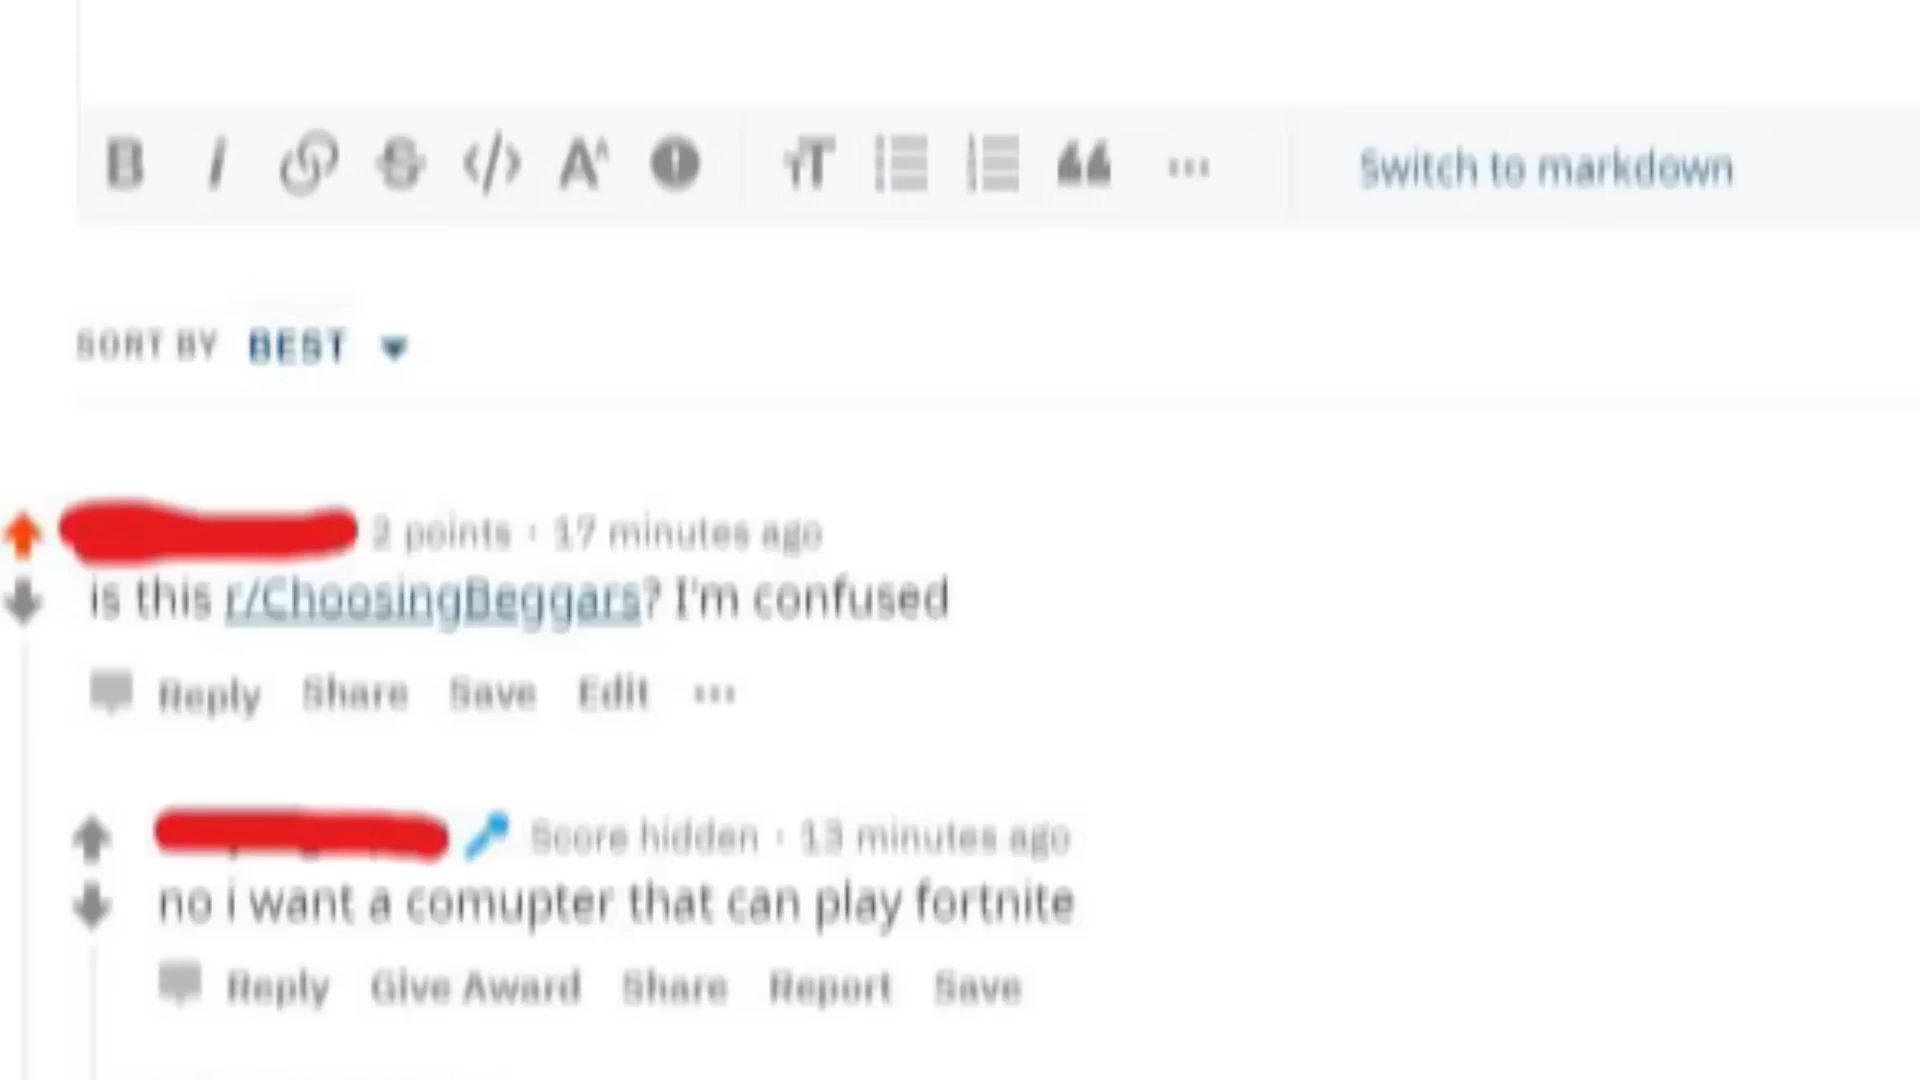 B i S </> A^ ! TT ❝ ... Switch to markdown
SORT BY BEST
2 points · 17 minutes ago
is this r/ChoosingBeggars? I'm confused
Reply Share Save Edit ...
Score hidden · 13 minutes ago
no i want a comupter that can play fortnite
Reply Give Award Share Report Save